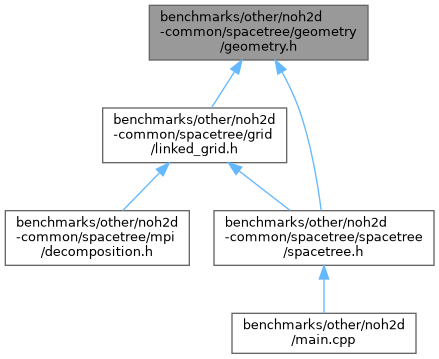 benchmarks/other/noh2d
-common/spacetree/geometry
/geometry.h
benchmarks/other/noh2d
-common/spacetree/grid
/linked_grid.h
benchmarks/other/noh2d
-common/spacetree/mpi
/decomposition.h
benchmarks/other/noh2d
-common/spacetree/spacetree
/spacetree.h
benchmarks/other/noh2d
/main.cpp